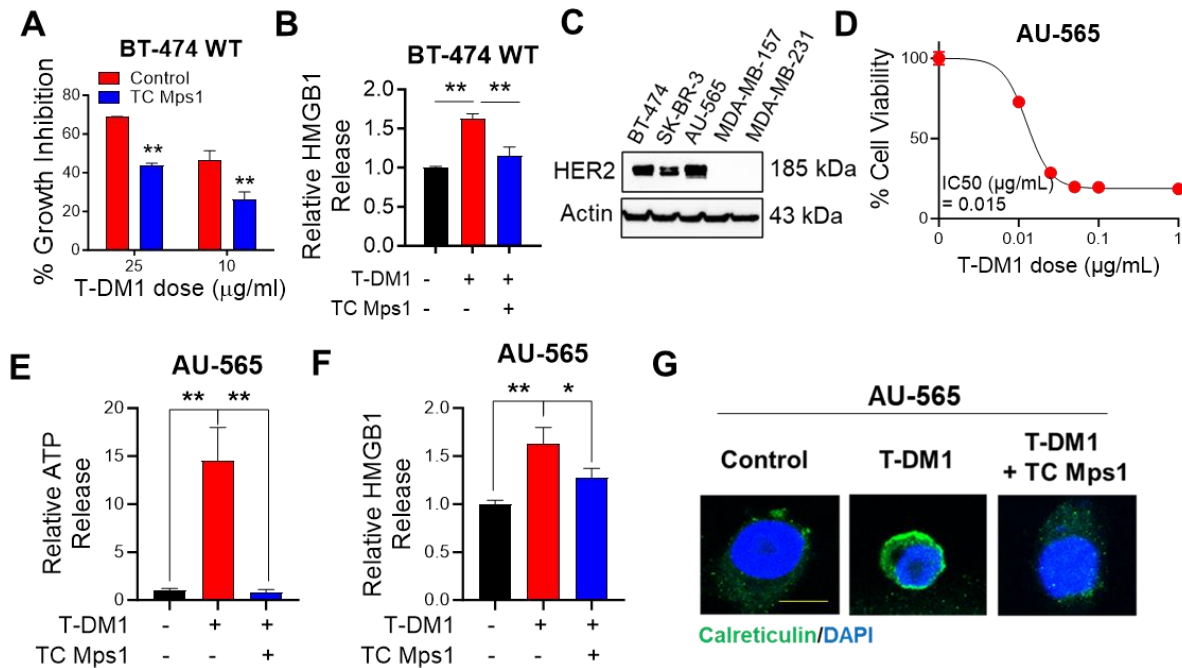 A
BT-474 WT
Control
TC Mps1
% Growth Inhibition
80
60
40
20
0
**
**
25
10
T-DM1 dose (μg/ml)
B
BT-474 WT
Relative HMGB1
Release
2.0
1.5
1.0
0.5
0.0
**
**
T-DM1 - + +
TC Mps1 - - +
C
BT-474
SK-BR-3
AU-565
MDA-MB-157
MDA-MB-231
HER2
185 kDa
Actin
43 kDa
D
AU-565
% Cell Viability
100
50
0
IC50 (µg/mL)
= 0.015
0
0.01
0.1
1
T-DM1 dose (µg/mL)
E
AU-565
Relative ATP
Release
20
15
10
5
0
**
**
T-DM1 - + +
TC Mps1 - - +
F
AU-565
Relative HMGB1
Release
2.0
1.5
1.0
0.5
0.0
**
*
T-DM1 - + +
TC Mps1 - - +
G
AU-565
Control
T-DM1
T-DM1
+ TC Mps1
Calreticulin/DAPI